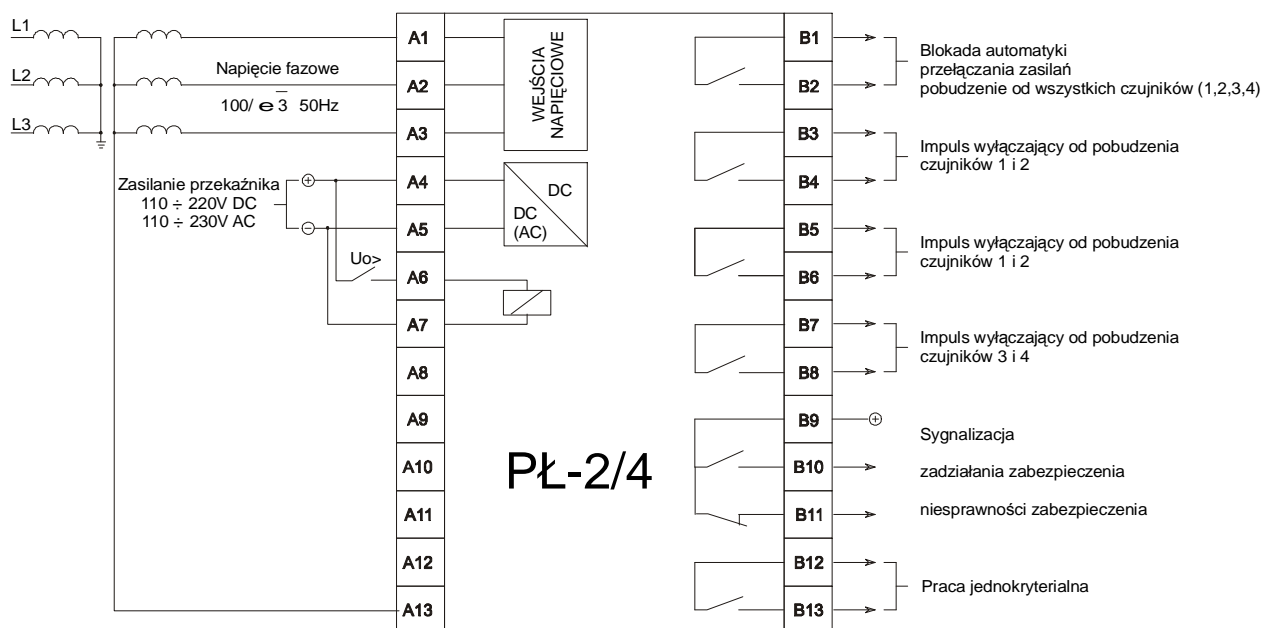 L1
L2
L3
Napięcie fazowe
100/ e 3 50Hz
Zasilanie przekaźnika
110 ÷ 220V DC
110 ÷ 230V AC
Uo>
A1
A2
A3
A4
A5
A6
A7
A8
A9
A10
A11
A12
A13
WEJŚCIA
NAPIĘCIOWE
DC
DC
(AC)
PŁ-2/4
B1
B2
B3
B4
B5
B6
B7
B8
B9
B10
B11
B12
B13
Blokada automatyki
przełączania zasilań
pobudzenie od wszystkich czujników (1,2,3,4)
Impuls wyłączający od pobudzenia
czujników 1 i 2
Impuls wyłączający od pobudzenia
czujników 1 i 2
Impuls wyłączający od pobudzenia
czujników 3 i 4
Sygnalizacja
zadziałania zabezpieczenia
niesprawności zabezpieczenia
Praca jednokryterialna